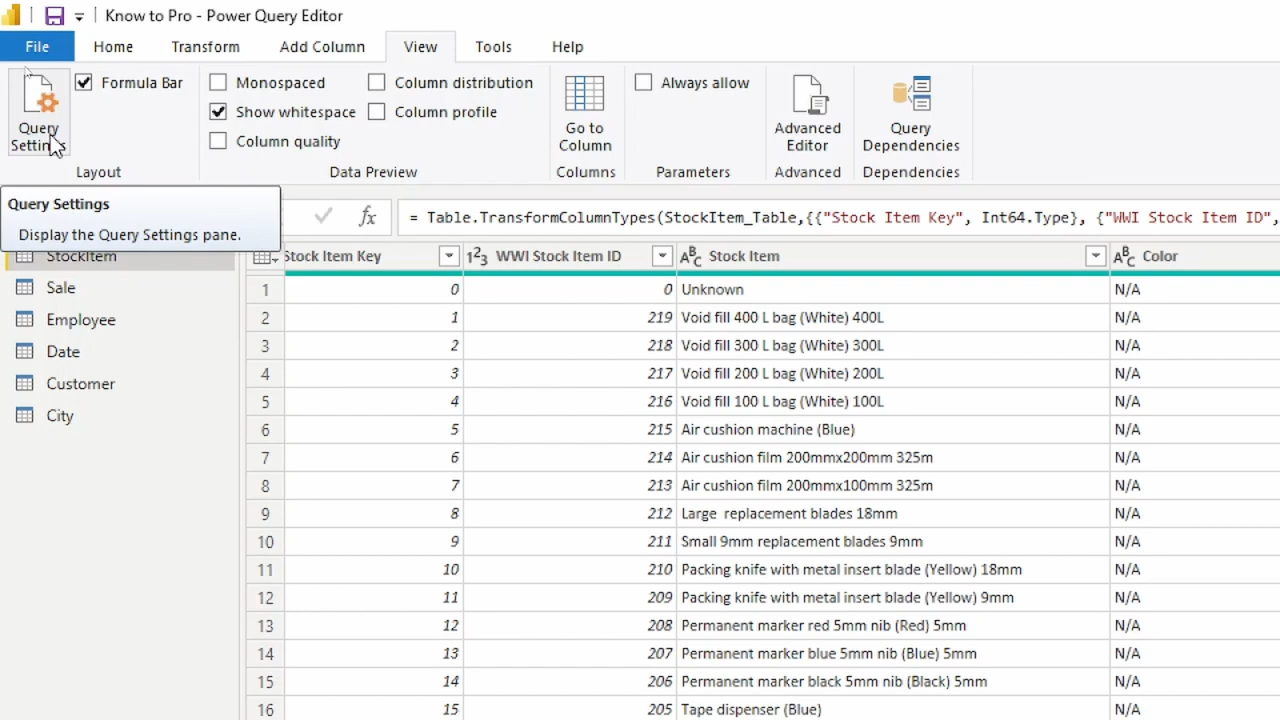 Know to Pro - Power Query Editor
File Home Transform Add Column View Tools Help
Query Settings
Formula Bar
Layout
Monospaced
Show whitespace
Column quality
Column distribution
Column profile
Data Preview
Go to
Column
Columns
Always allow
Parameters
Advanced
Editor
Advanced
Query
Dependencies
Dependencies
Query Settings
Display the Query Settings pane.
fx = Table.TransformColumnTypes(StockItem_Table,{{"Stock Item Key", Int64.Type}, {"WWI Stock Item ID",
StockItem
Sale
Employee
Date
Customer
City
Stock Item Key 123 WWI Stock Item ID ABC Stock Item ABC Color
1 0 0 Unknown N/A
2 1 219 Void fill 400 L bag (White) 400L N/A
3 2 218 Void fill 300 L bag (White) 300L N/A
4 3 217 Void fill 200 L bag (White) 200L N/A
5 4 216 Void fill 100 L bag (White) 100L N/A
6 5 215 Air cushion machine (Blue) N/A
7 6 214 Air cushion film 200mmx200mm 325m N/A
8 7 213 Air cushion film 200mmx100mm 325m N/A
9 8 212 Large  replacement blades 18mm N/A
10 9 211 Small 9mm replacement blades 9mm N/A
11 10 210 Packing knife with metal insert blade (Yellow) 18mm N/A
12 11 209 Packing knife with metal insert blade (Yellow) 9mm N/A
13 12 208 Permanent marker red 5mm nib (Red) 5mm N/A
14 13 207 Permanent marker blue 5mm nib (Blue) 5mm N/A
15 14 206 Permanent marker black 5mm nib (Black) 5mm N/A
16 15 205 Tape dispenser (Blue) N/A